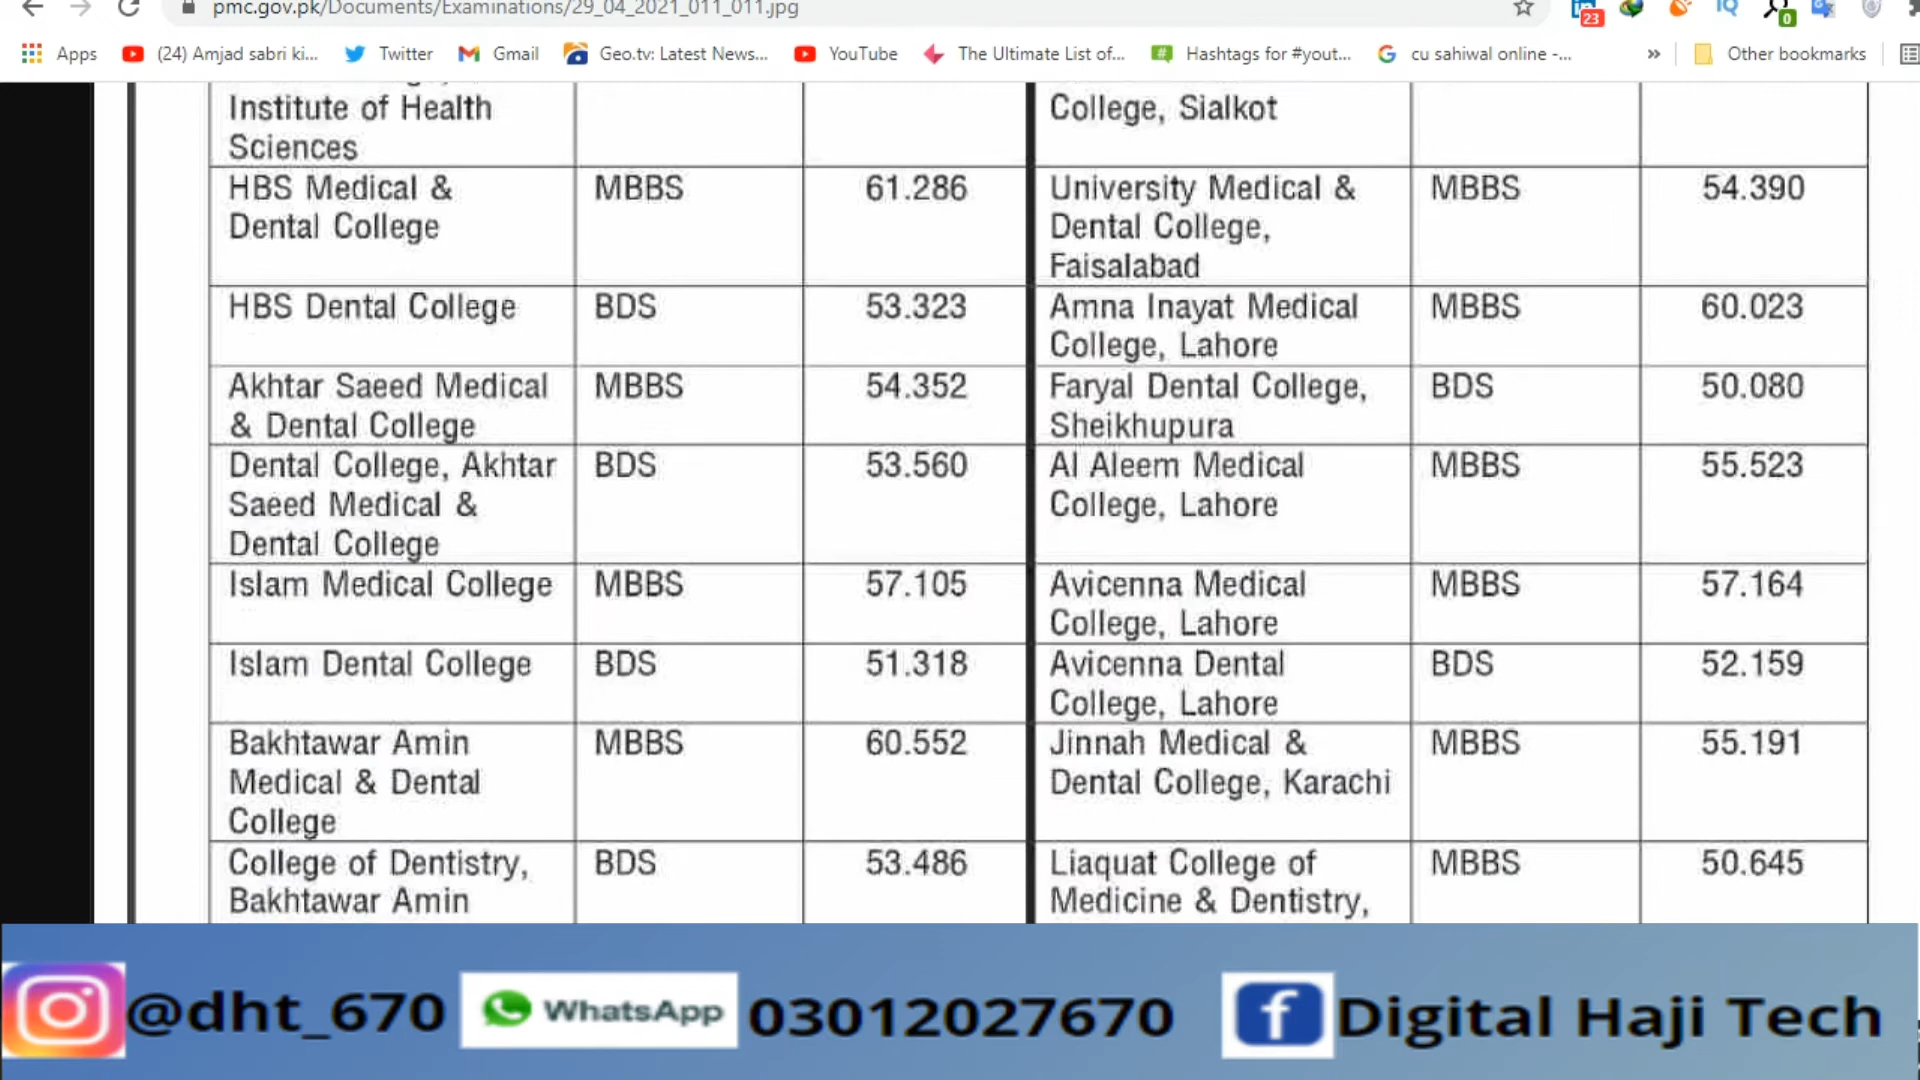 pmc.gov.pk/Documents/Examinations/29_04_2021_011_011.jpg
23
0
Apps
(24) Amjad sabri ki...
Twitter
Gmail
Geo.tv: Latest News...
YouTube
The Ultimate List of...
Hashtags for #yout...
cu sahiwal online -...
»
Other bookmarks
Institute of Health
Sciences
College, Sialkot
HBS Medical &
Dental College
MBBS
61.286
University Medical &
Dental College,
Faisalabad
MBBS
54.390
HBS Dental College
BDS
53.323
Amna Inayat Medical
College, Lahore
MBBS
60.023
Akhtar Saeed Medical
& Dental College
MBBS
54.352
Faryal Dental College,
Sheikhupura
BDS
50.080
Dental College, Akhtar
Saeed Medical &
Dental College
BDS
53.560
Al Aleem Medical
College, Lahore
MBBS
55.523
Islam Medical College
MBBS
57.105
Avicenna Medical
College, Lahore
MBBS
57.164
Islam Dental College
BDS
51.318
Avicenna Dental
College, Lahore
BDS
52.159
Bakhtawar Amin
Medical & Dental
College
MBBS
60.552
Jinnah Medical &
Dental College, Karachi
MBBS
55.191
College of Dentistry,
Bakhtawar Amin
BDS
53.486
Liaquat College of
Medicine & Dentistry,
MBBS
50.645
@dht_670
WhatsApp
03012027670
Digital Haji Tech